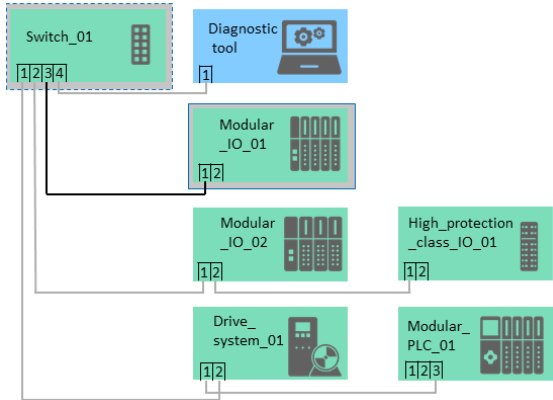 Switch_01
1 2 3 4
Diagnostic
tool
1
Modular
_IO_01
1 2
Modular
_IO_02
1 2
High_protection
_class_IO_01
1 2
Drive_
system_01
1 2
Modular_
PLC_01
1 2 3